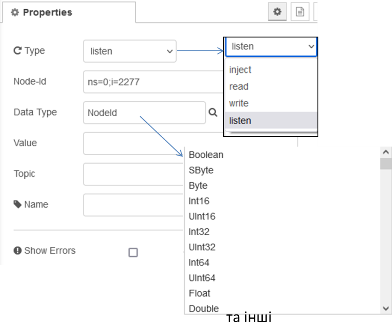 Properties
Type
listen
listen
inject
read
write
listen
Node-Id
ns=0;i=2277
Data Type
NodeId
Value
Topic
Name
Show Errors
Boolean
SByte
Byte
Int16
UInt16
Int32
UInt32
Int64
UInt64
Float
Double
та інші